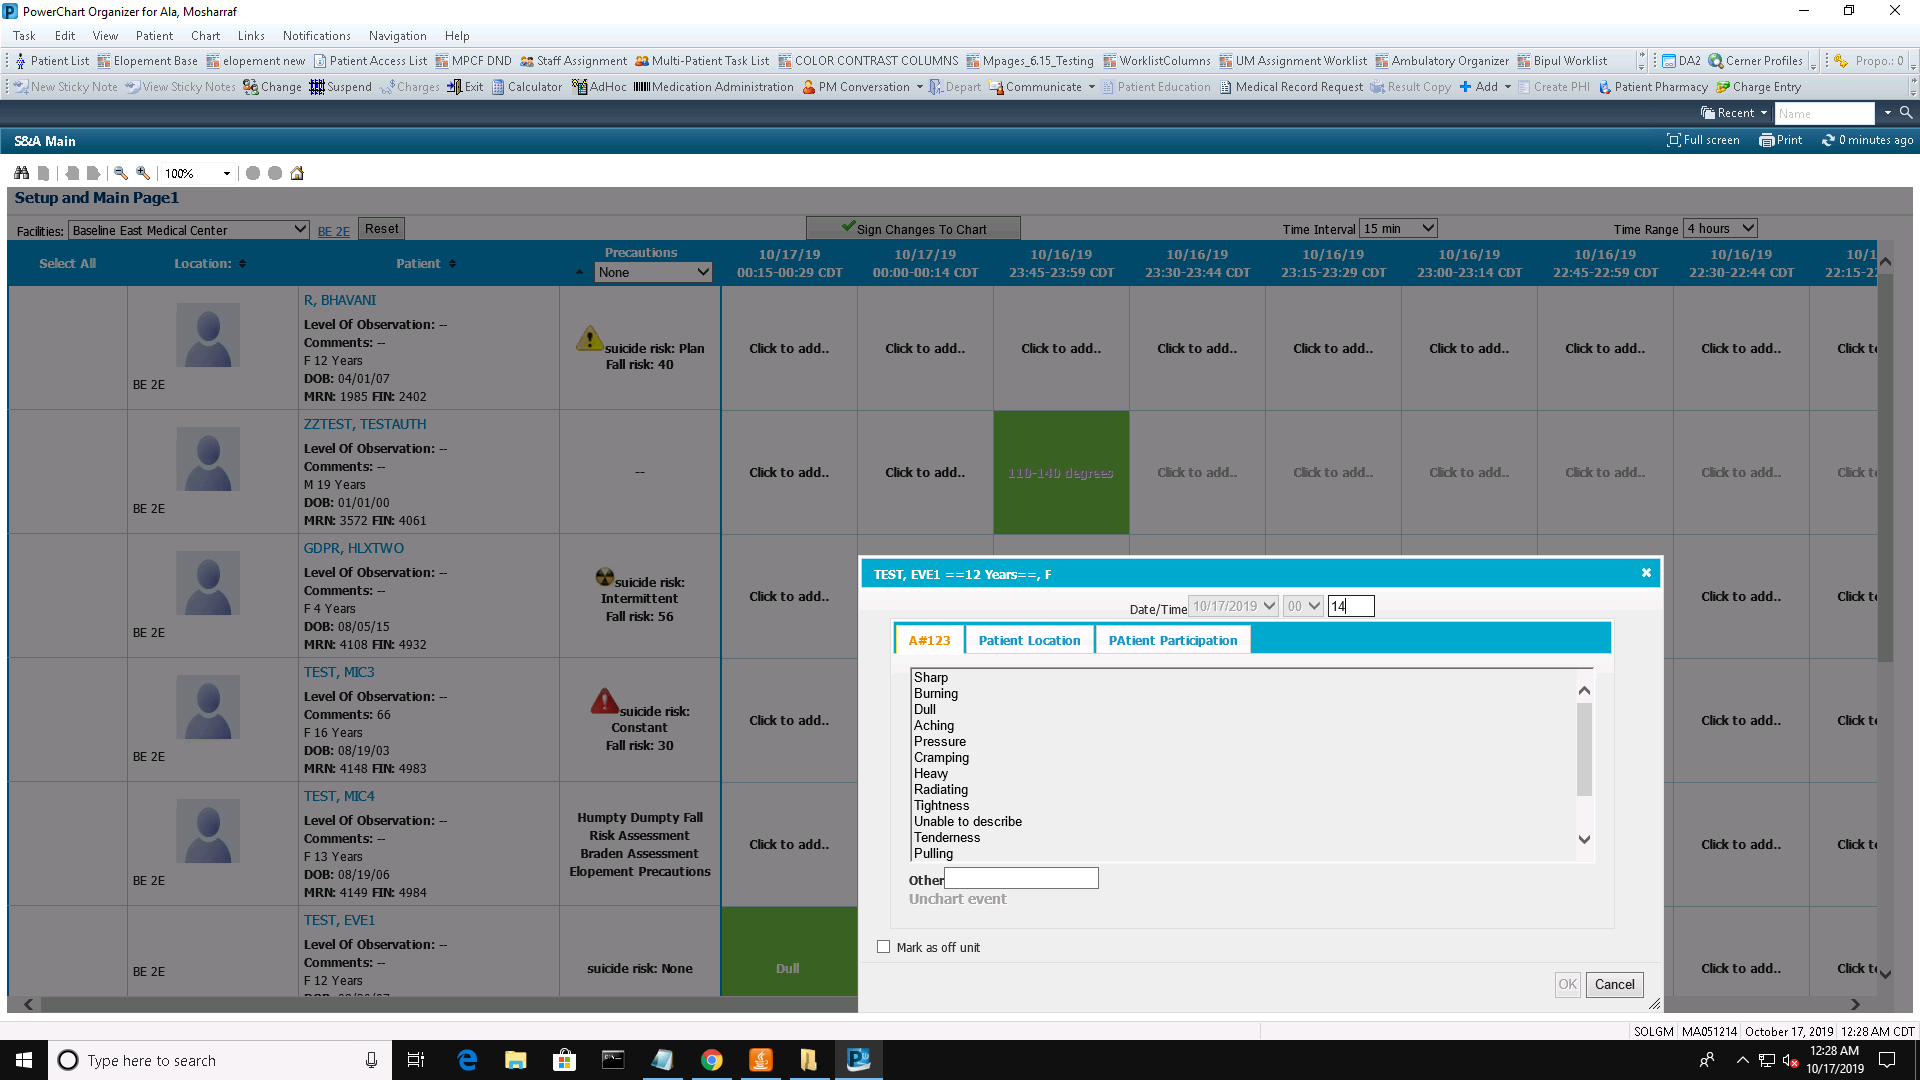 PowerChart Organizer for Ala, Mosharraf
Task Edit View Patient Chart Links Notifications Navigation Help
Patient List Elopement Base elopement new Patient Access List MPCF DND Staff Assignment Multi-Patient Task List COLOR CONTRAST COLUMNS Mpages_6.15_Testing WorklistColumns UM Assignment Worklist Ambulatory Organizer Bipul Worklist DA2 Cerner Profiles Propo.: 0
New Sticky Note View Sticky Notes Change Suspend Charges Exit Calculator AdHoc Medication Administration PM Conversation Depart Communicate Patient Education Medical Record Request Result Copy Add Create PHI Patient Pharmacy Charge Entry
Recent Name
S&A Main Full screen Print 0 minutes ago
100%
Setup and Main Page1
Facilities: Baseline East Medical Center BE 2E Reset Sign Changes To Chart Time Interval 15 min Time Range 4 hours
Select All Location: Patient Precautions None
10/17/19 10/17/19 10/16/19 10/16/19 10/16/19 10/16/19 10/16/19 10/16/19 10/1
00:15-00:29 CDT 00:00-00:14 CDT 23:45-23:59 CDT 23:30-23:44 CDT 23:15-23:29 CDT 23:00-23:14 CDT 22:45-22:59 CDT 22:30-22:44 CDT 22:15-2
BE 2E
R, BHAVANI
Level Of Observation: --
Comments: --
F 12 Years
DOB: 04/01/07
MRN: 1985 FIN: 2402
suicide risk: Plan
Fall risk: 40
Click to add.. Click to add.. Click to add.. Click to add.. Click to add.. Click to add.. Click to add.. Click to add.. Click t
BE 2E
ZZTEST, TESTAUTH
Level Of Observation: --
Comments: --
M 19 Years
DOB: 01/01/00
MRN: 3572 FIN: 4061
--
Click to add.. Click to add.. 110-140 degrees Click to add.. Click to add.. Click to add.. Click to add.. Click to add.. Click t
BE 2E
GDPR, HLXTWO
Level Of Observation: --
Comments: --
F 4 Years
DOB: 08/05/15
MRN: 4108 FIN: 4932
suicide risk:
Intermittent
Fall risk: 56
Click to add.. Click to add.. Click t
BE 2E
TEST, MIC3
Level Of Observation: --
Comments: 66
F 16 Years
DOB: 08/19/03
MRN: 4148 FIN: 4983
suicide risk:
Constant
Fall risk: 30
Click to add.. Click to add.. Click t
BE 2E
TEST, MIC4
Level Of Observation: --
Comments: --
F 13 Years
DOB: 08/19/06
MRN: 4149 FIN: 4984
Humpty Dumpty Fall
Risk Assessment
Braden Assessment
Elopement Precautions
Click to add.. Click to add.. Click t
BE 2E
TEST, EVE1
Level Of Observation: --
Comments: --
F 12 Years
suicide risk: None
Dull Click to add.. Click t
TEST, EVE1 ==12 Years==, F
Date/Time 10/17/2019 00 14
A#123 Patient Location PAtient Participation
Sharp
Burning
Dull
Aching
Pressure
Cramping
Heavy
Radiating
Tightness
Unable to describe
Tenderness
Pulling
Other
Unchart event
Mark as off unit
OK Cancel
SOLGM MA051214 October 17, 2019 12:28 AM CDT
Type here to search
12:28 AM
10/17/2019